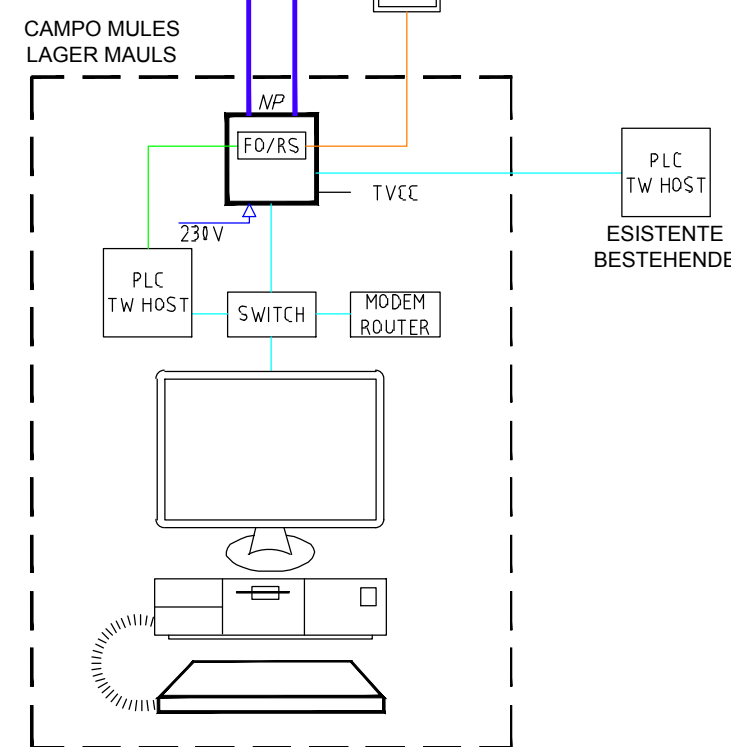 CAMPO MULES
LAGER MAULS
NP
FO/RS
TVCC
230V
PLC
TW HOST
ESISTENTE
BESTEHENDE
PLC
TW HOST
SWITCH
MODEM
ROUTER